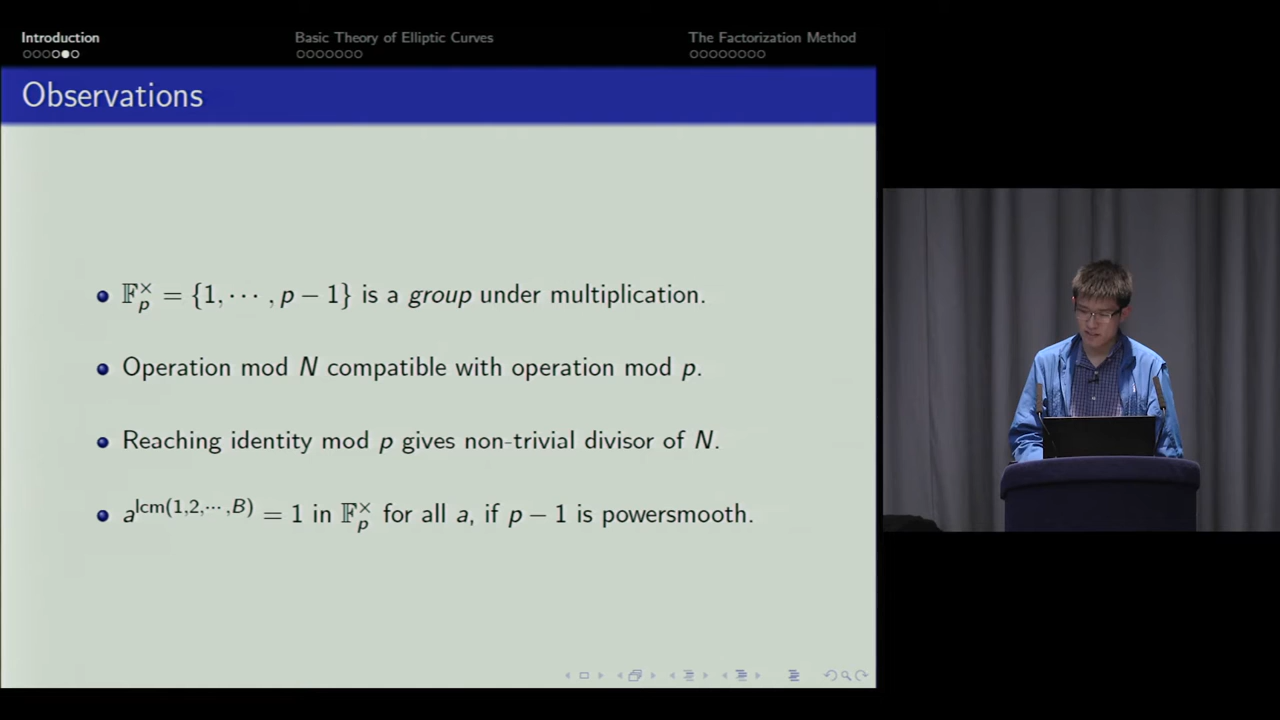 Introduction
Basic Theory of Elliptic Curves
The Factorization Method
Observations
𝔽ₚ^× = {1, ⋯ , p − 1} is a group under multiplication.
Operation mod N compatible with operation mod p.
Reaching identity mod p gives non-trivial divisor of N.
a^lcm(1,2,⋯,B) = 1 in 𝔽ₚ^× for all a, if p − 1 is powersmooth.